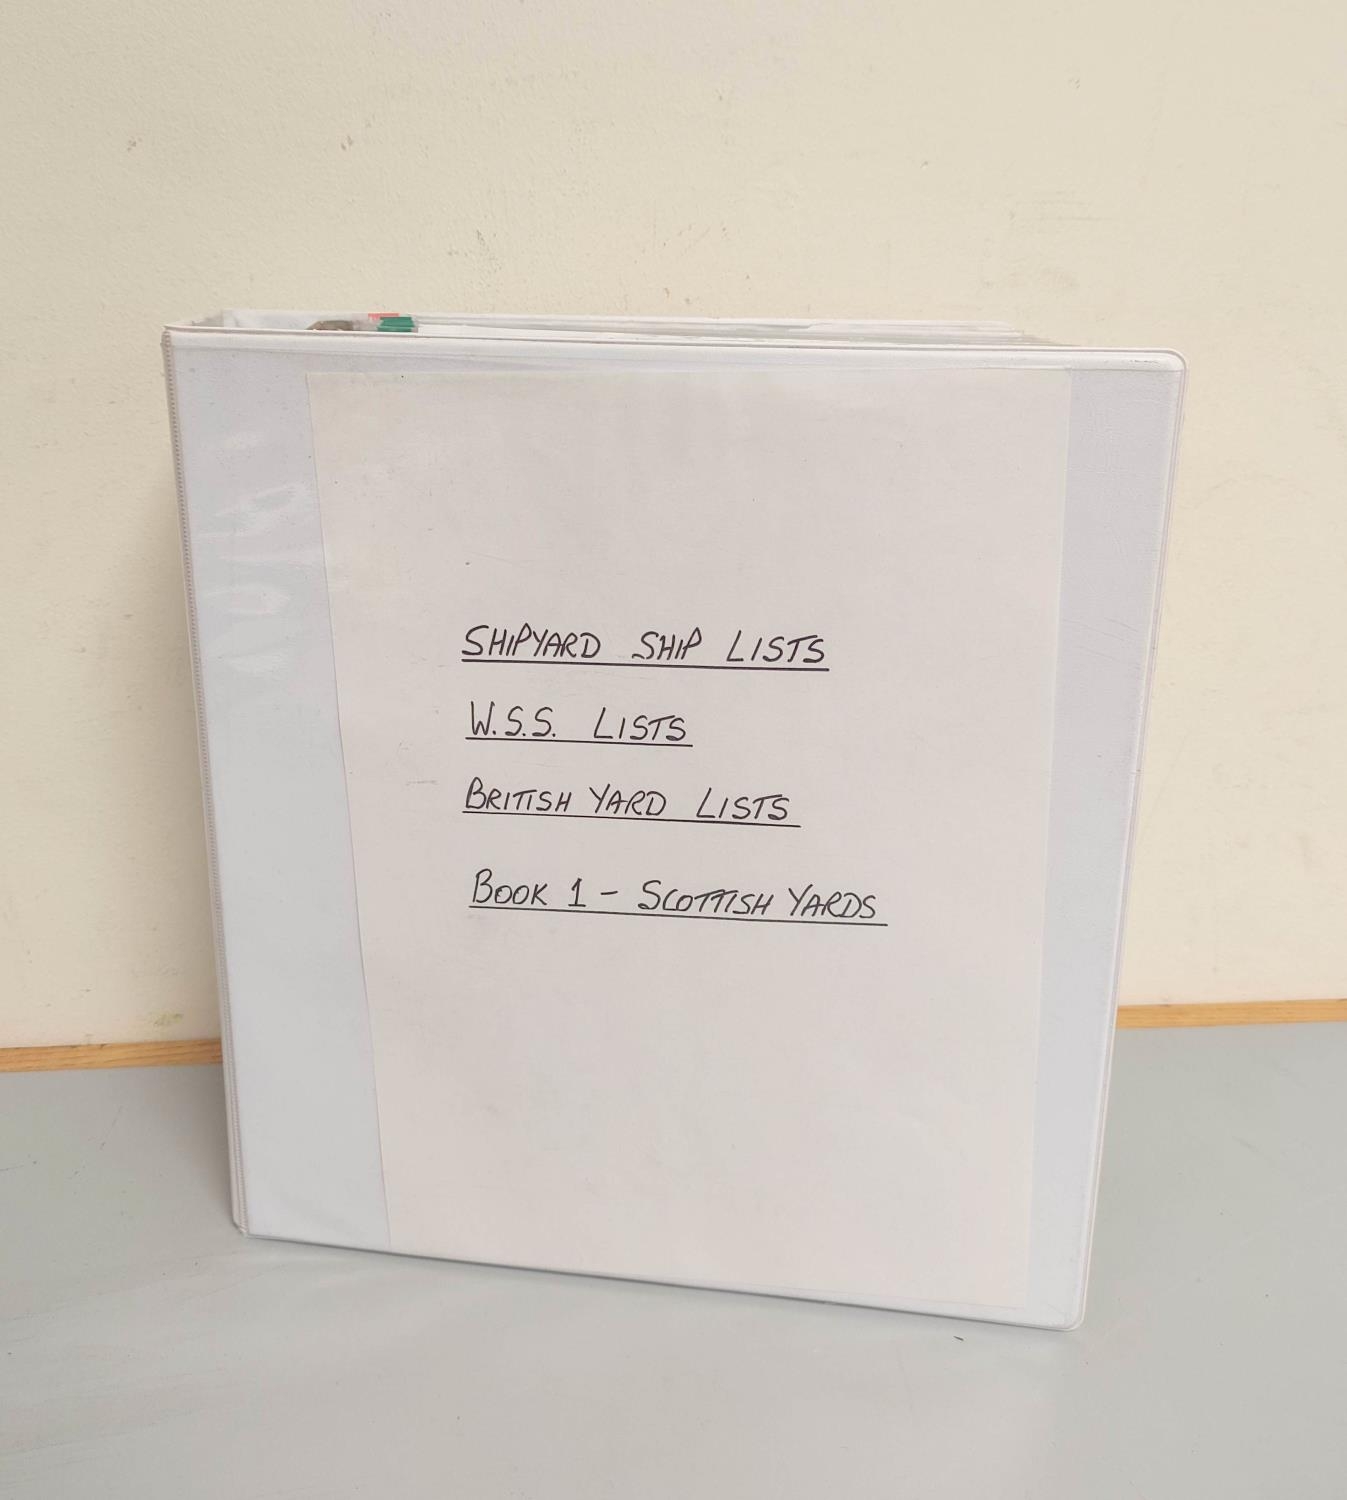 SHIPYARD SHIP LISTS
W.S.S. LISTS
BRITISH YARD LISTS
BOOK 1 - SCOTTISH YARDS